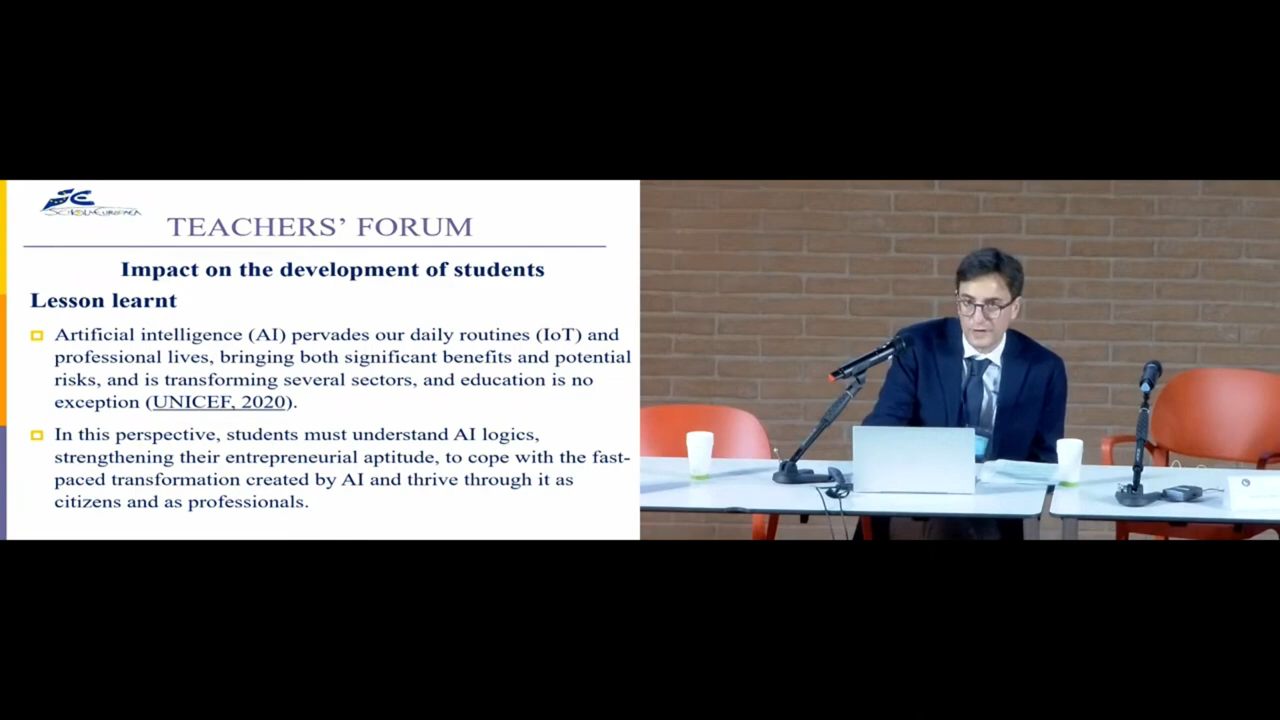 SCHOLA EUROPAEA
TEACHERS’ FORUM
Impact on the development of students
Lesson learnt
Artificial intelligence (AI) pervades our daily routines (IoT) and
professional lives, bringing both significant benefits and potential
risks, and is transforming several sectors, and education is no
exception (UNICEF, 2020).
In this perspective, students must understand AI logics,
strengthening their entrepreneurial aptitude, to cope with the fast-
paced transformation created by AI and thrive through it as
citizens and as professionals.